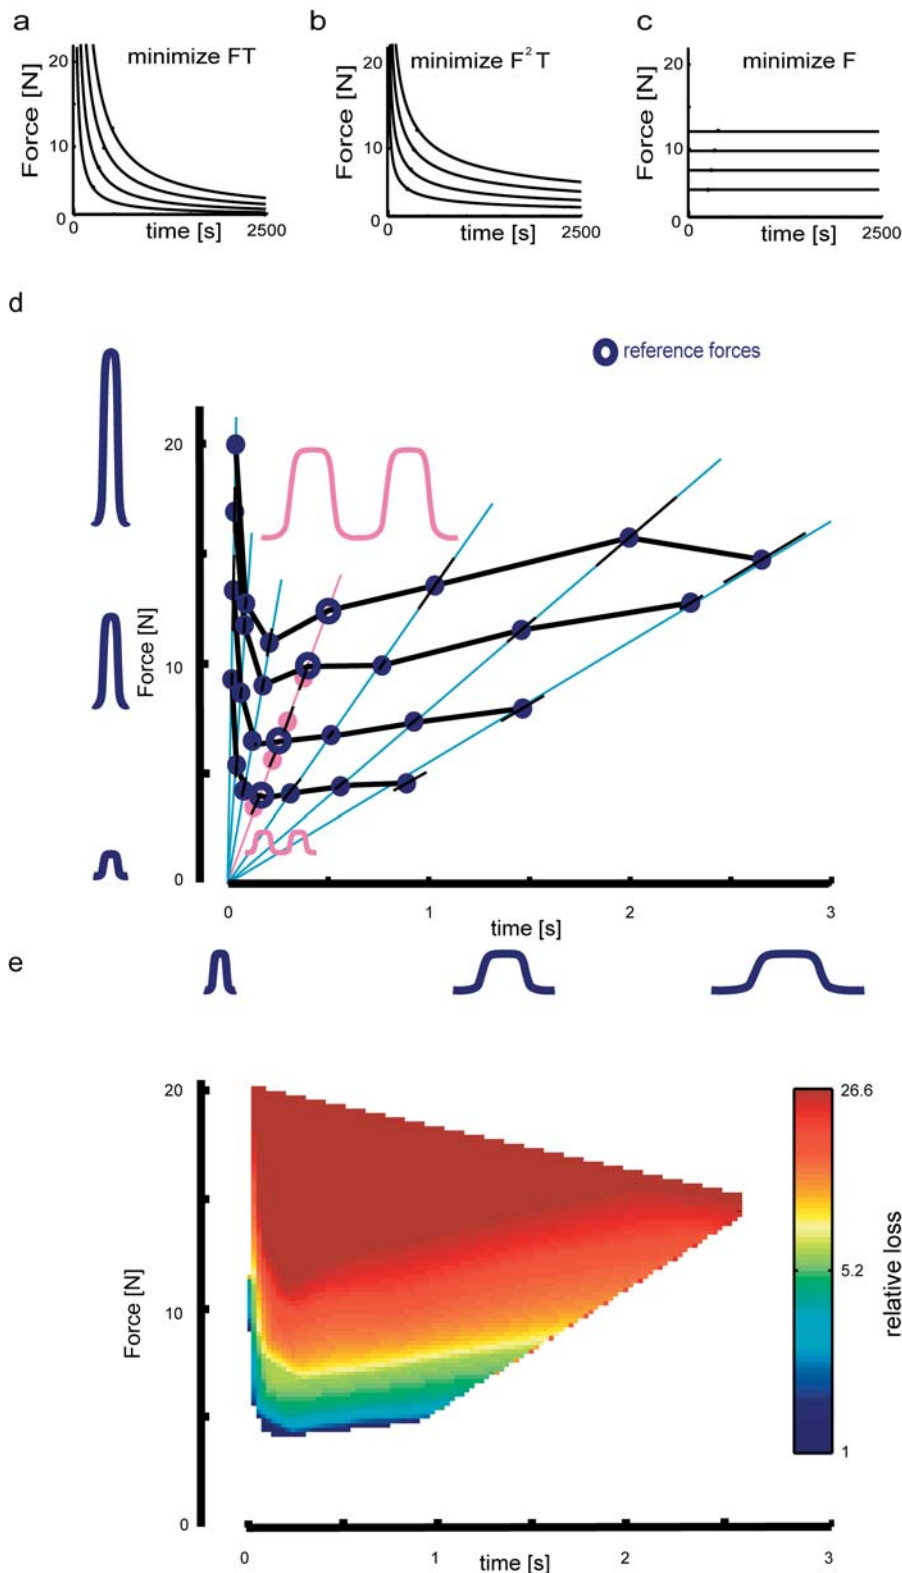 a
minimize FT
Force [N]
20
10
0
0
time [s]
2500
b
minimize F²T
Force [N]
20
10
0
0
time [s]
2500
c
minimize F
Force [N]
20
10
0
0
time [s]
2500
d
reference forces
Force [N]
20
10
0
0
1
2
3
time [s]
e
Force [N]
20
10
0
0
1
2
3
time [s]
26.6
5.2
1
relative loss